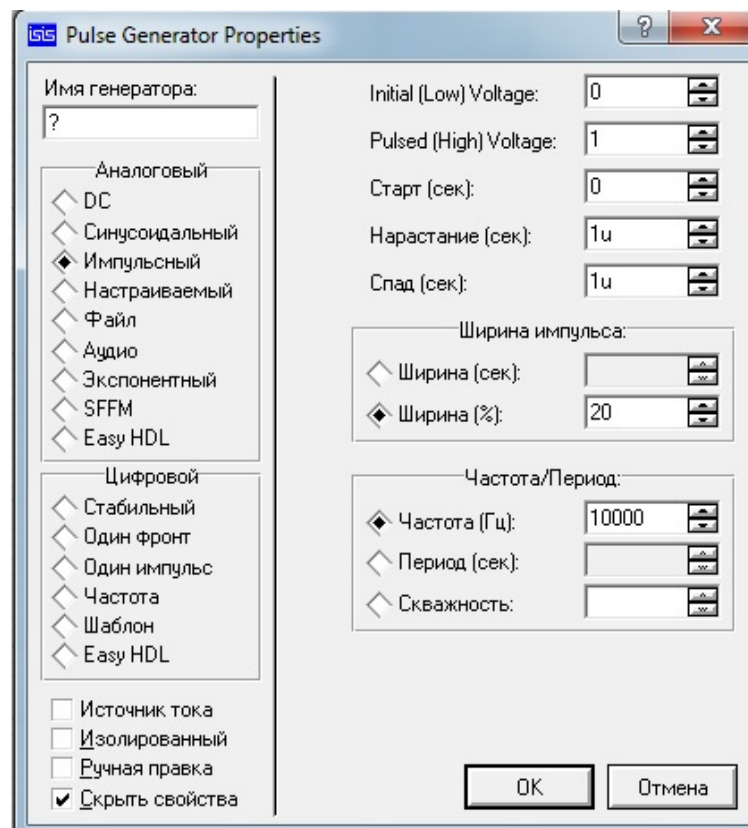 isis Pulse Generator Properties ? x
Имя генератора:
?
Аналоговый
DC
Синусоидальный
Импульсный
Настраиваемый
Файл
Аудио
Экспонентный
SFFM
Easy HDL
Цифровой
Стабильный
Один фронт
Один импульс
Частота
Шаблон
Easy HDL
Источник тока
Изолированный
Ручная правка
Скрыть свойства
Initial (Low) Voltage: 0
Pulsed (High) Voltage: 1
Старт (сек): 0
Нарастание (сек): 1u
Спад (сек): 1u
Ширина импульса:
Ширина (сек):
Ширина (%): 20
Частота/Период:
Частота (Гц): 10000
Период (сек):
Скважность:
OK Отмена